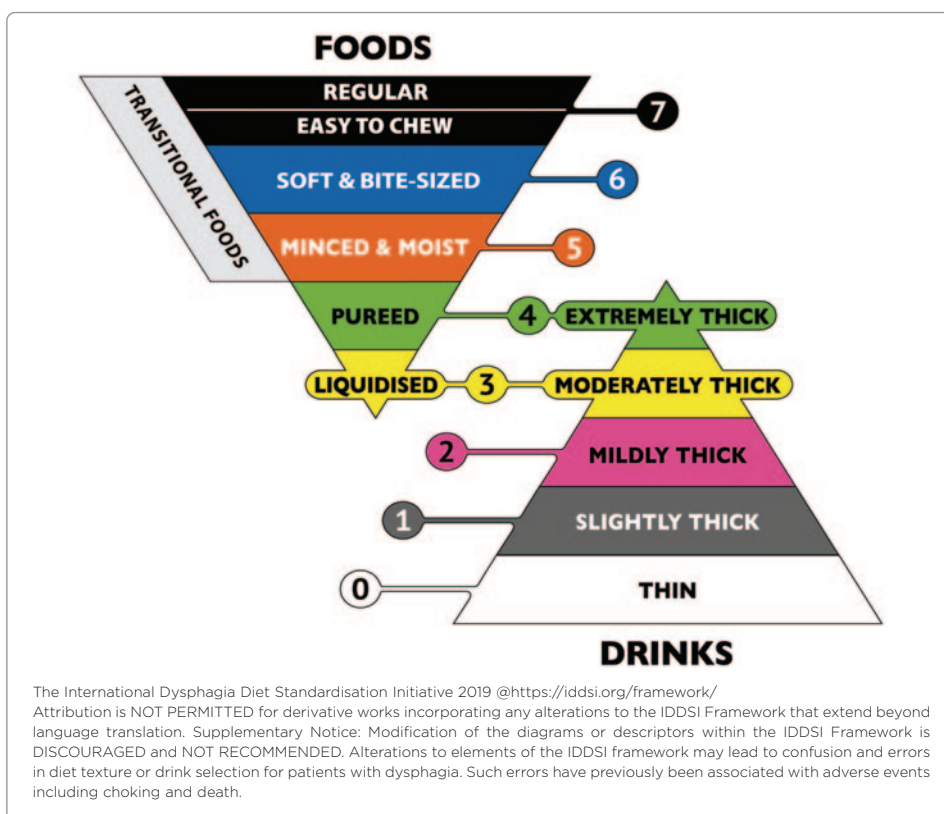 FOODS
TRANSITIONAL FOODS
REGULAR
EASY TO CHEW
7
SOFT & BITE-SIZED
6
MINCED & MOIST
5
PUREED
4
EXTREMELY THICK
LIQUIDISED
3
MODERATELY THICK
2
MILDLY THICK
1
SLIGHTLY THICK
0
THIN
DRINKS
The International Dysphagia Diet Standardisation Initiative 2019 @https://iddsi.org/framework/
Attribution is NOT PERMITTED for derivative works incorporating any alterations to the IDDSI Framework that extend beyond
language translation. Supplementary Notice: Modification of the diagrams or descriptors within the IDDSI Framework is
DISCOURAGED and NOT RECOMMENDED. Alterations to elements of the IDDSI framework may lead to confusion and errors
in diet texture or drink selection for patients with dysphagia. Such errors have previously been associated with adverse events
including choking and death.